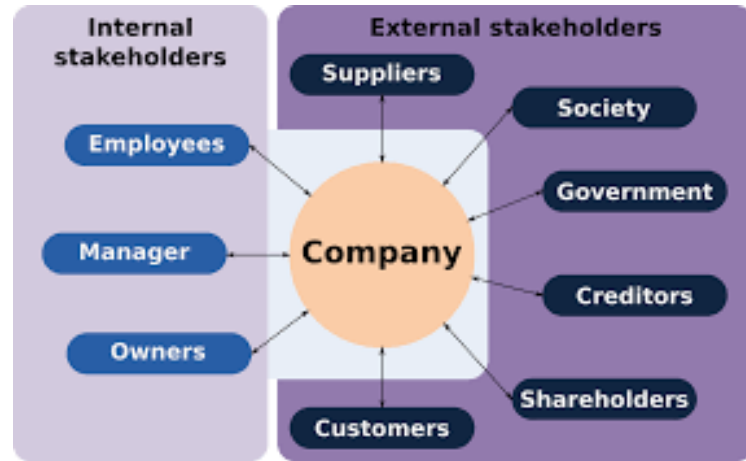 Internal
stakeholders
External stakeholders
Suppliers
Society
Employees
Government
Manager
Company
Creditors
Owners
Shareholders
Customers